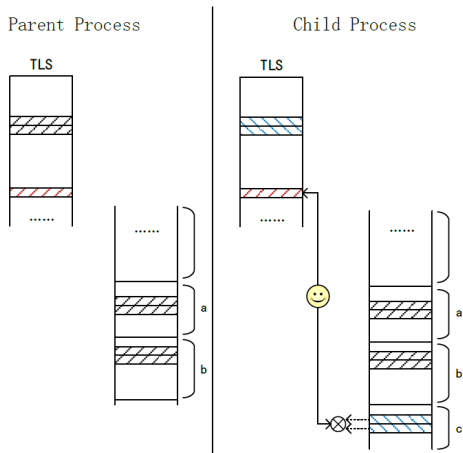 Parent Process
Child Process
TLS
TLS
......
......
......
......
a
a
b
b
c